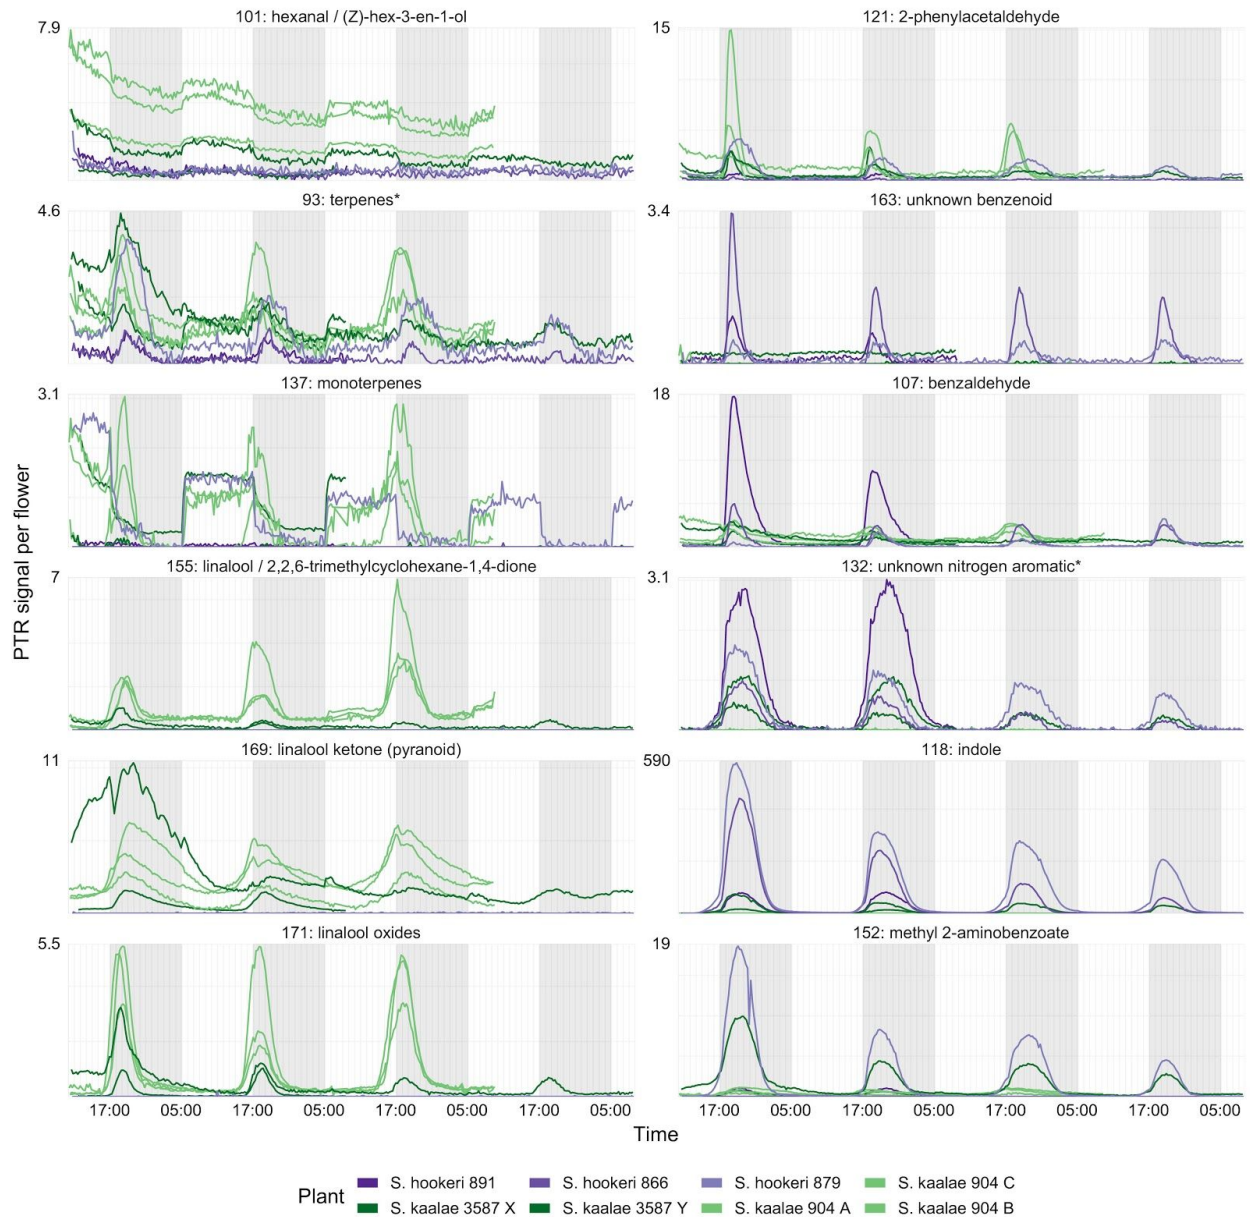 101: hexanal / (Z)-hex-3-en-1-ol
7.9
121: 2-phenylacetaldehyde
15
93: terpenes*
4.6
163: unknown benzenoid
3.4
137: monoterpenes
3.1
107: benzaldehyde
18
155: linalool / 2,2,6-trimethylcyclohexane-1,4-dione
7
132: unknown nitrogen aromatic*
3.1
169: linalool ketone (pyranoid)
11
118: indole
590
171: linalool oxides
5.5
152: methyl 2-aminobenzoate
19
PTR signal per flower
17:00 05:00 17:00 05:00 17:00 05:00 17:00 05:00
17:00 05:00 17:00 05:00 17:00 05:00 17:00 05:00
Time
Plant
S. hookeri 891 S. hookeri 866 S. hookeri 879 S. kaalae 904 C
S. kaalae 3587 X S. kaalae 3587 Y S. kaalae 904 A S. kaalae 904 B